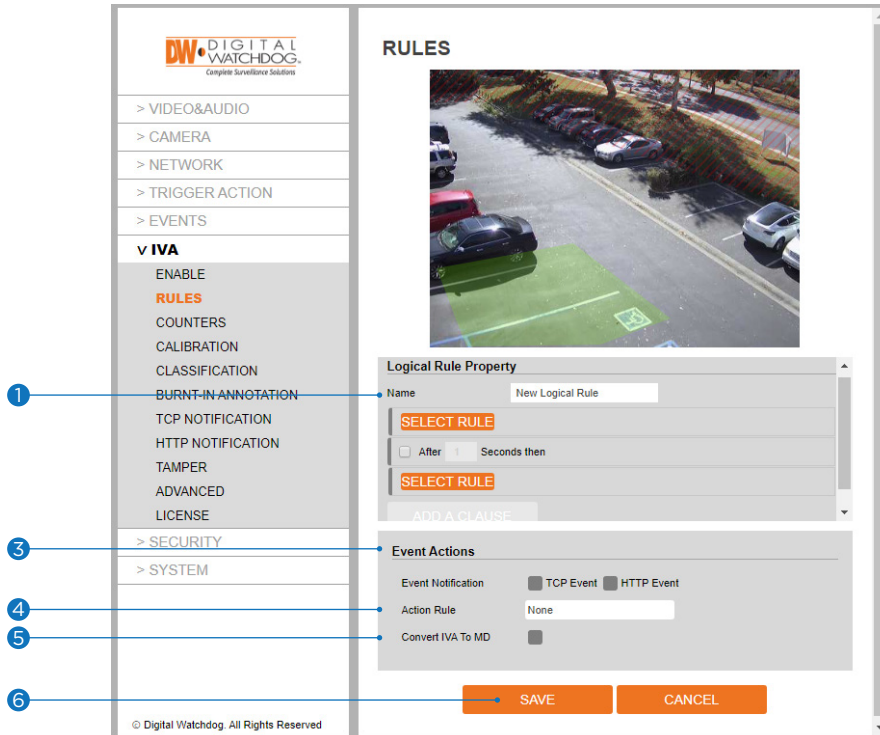 DW DIGITAL
WATCHDOG®
Complete Surveillance Solutions
> VIDEO&AUDIO
> CAMERA
> NETWORK
> TRIGGER ACTION
> EVENTS
v IVA
ENABLE
RULES
COUNTERS
CALIBRATION
CLASSIFICATION
BURNT-IN ANNOTATION
TCP NOTIFICATION
HTTP NOTIFICATION
TAMPER
ADVANCED
LICENSE
> SECURITY
> SYSTEM
© Digital Watchdog. All Rights Reserved
RULES
Logical Rule Property
1 Name New Logical Rule
SELECT RULE
After 1 Seconds then
SELECT RULE
ADD A CLAUSE
3 Event Actions
Event Notification TCP Event HTTP Event
4 Action Rule None
5 Convert IVA To MD
6 SAVE CANCEL